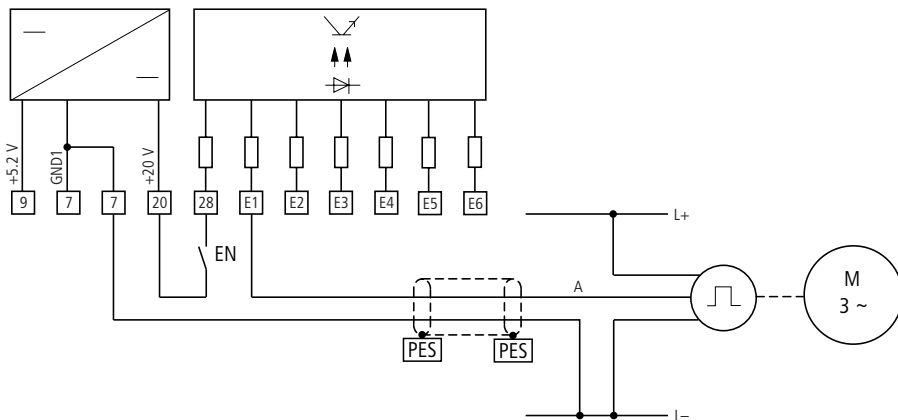 +5.2 V
GND1
+20 V
9
7
7
20
28
E1
E2
E3
E4
E5
E6
EN
L+
A
M
3 ~
PES
PES
L−